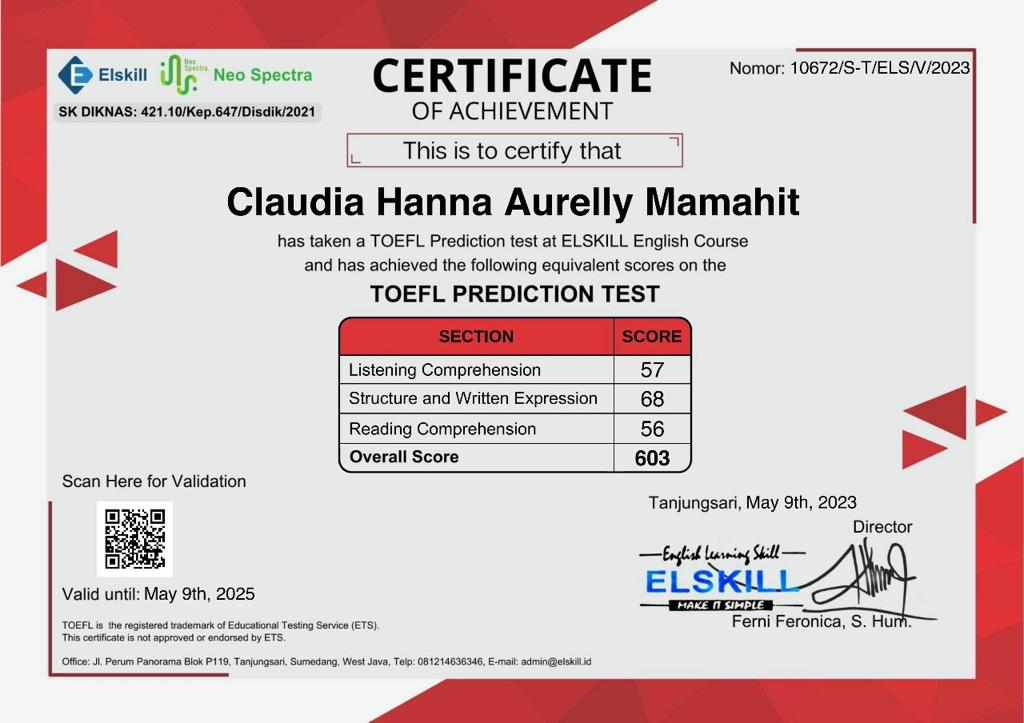 Elskill
Neo Spectra
Neo Spectra
SK DIKNAS: 421.10/Kep.647/Disdik/2021
CERTIFICATE
OF ACHIEVEMENT
Nomor: 10672/S-T/ELS/V/2023
This is to certify that
Claudia Hanna Aurelly Mamahit
has taken a TOEFL Prediction test at ELSKILL English Course
and has achieved the following equivalent scores on the
TOEFL PREDICTION TEST
SECTION SCORE
Listening Comprehension 57
Structure and Written Expression 68
Reading Comprehension 56
Overall Score 603
Scan Here for Validation
Valid until: May 9th, 2025
Tanjungsari, May 9th, 2023
Director
English Learning Skill
ELSKILL
MAKE IT SIMPLE
Ferni Feronica, S. Hum.
TOEFL is the registered trademark of Educational Testing Service (ETS).
This certificate is not approved or endorsed by ETS.
Office: Jl. Perum Panorama Blok P119, Tanjungsari, Sumedang, West Java, Telp: 081214636346, E-mail: admin@elskill.id